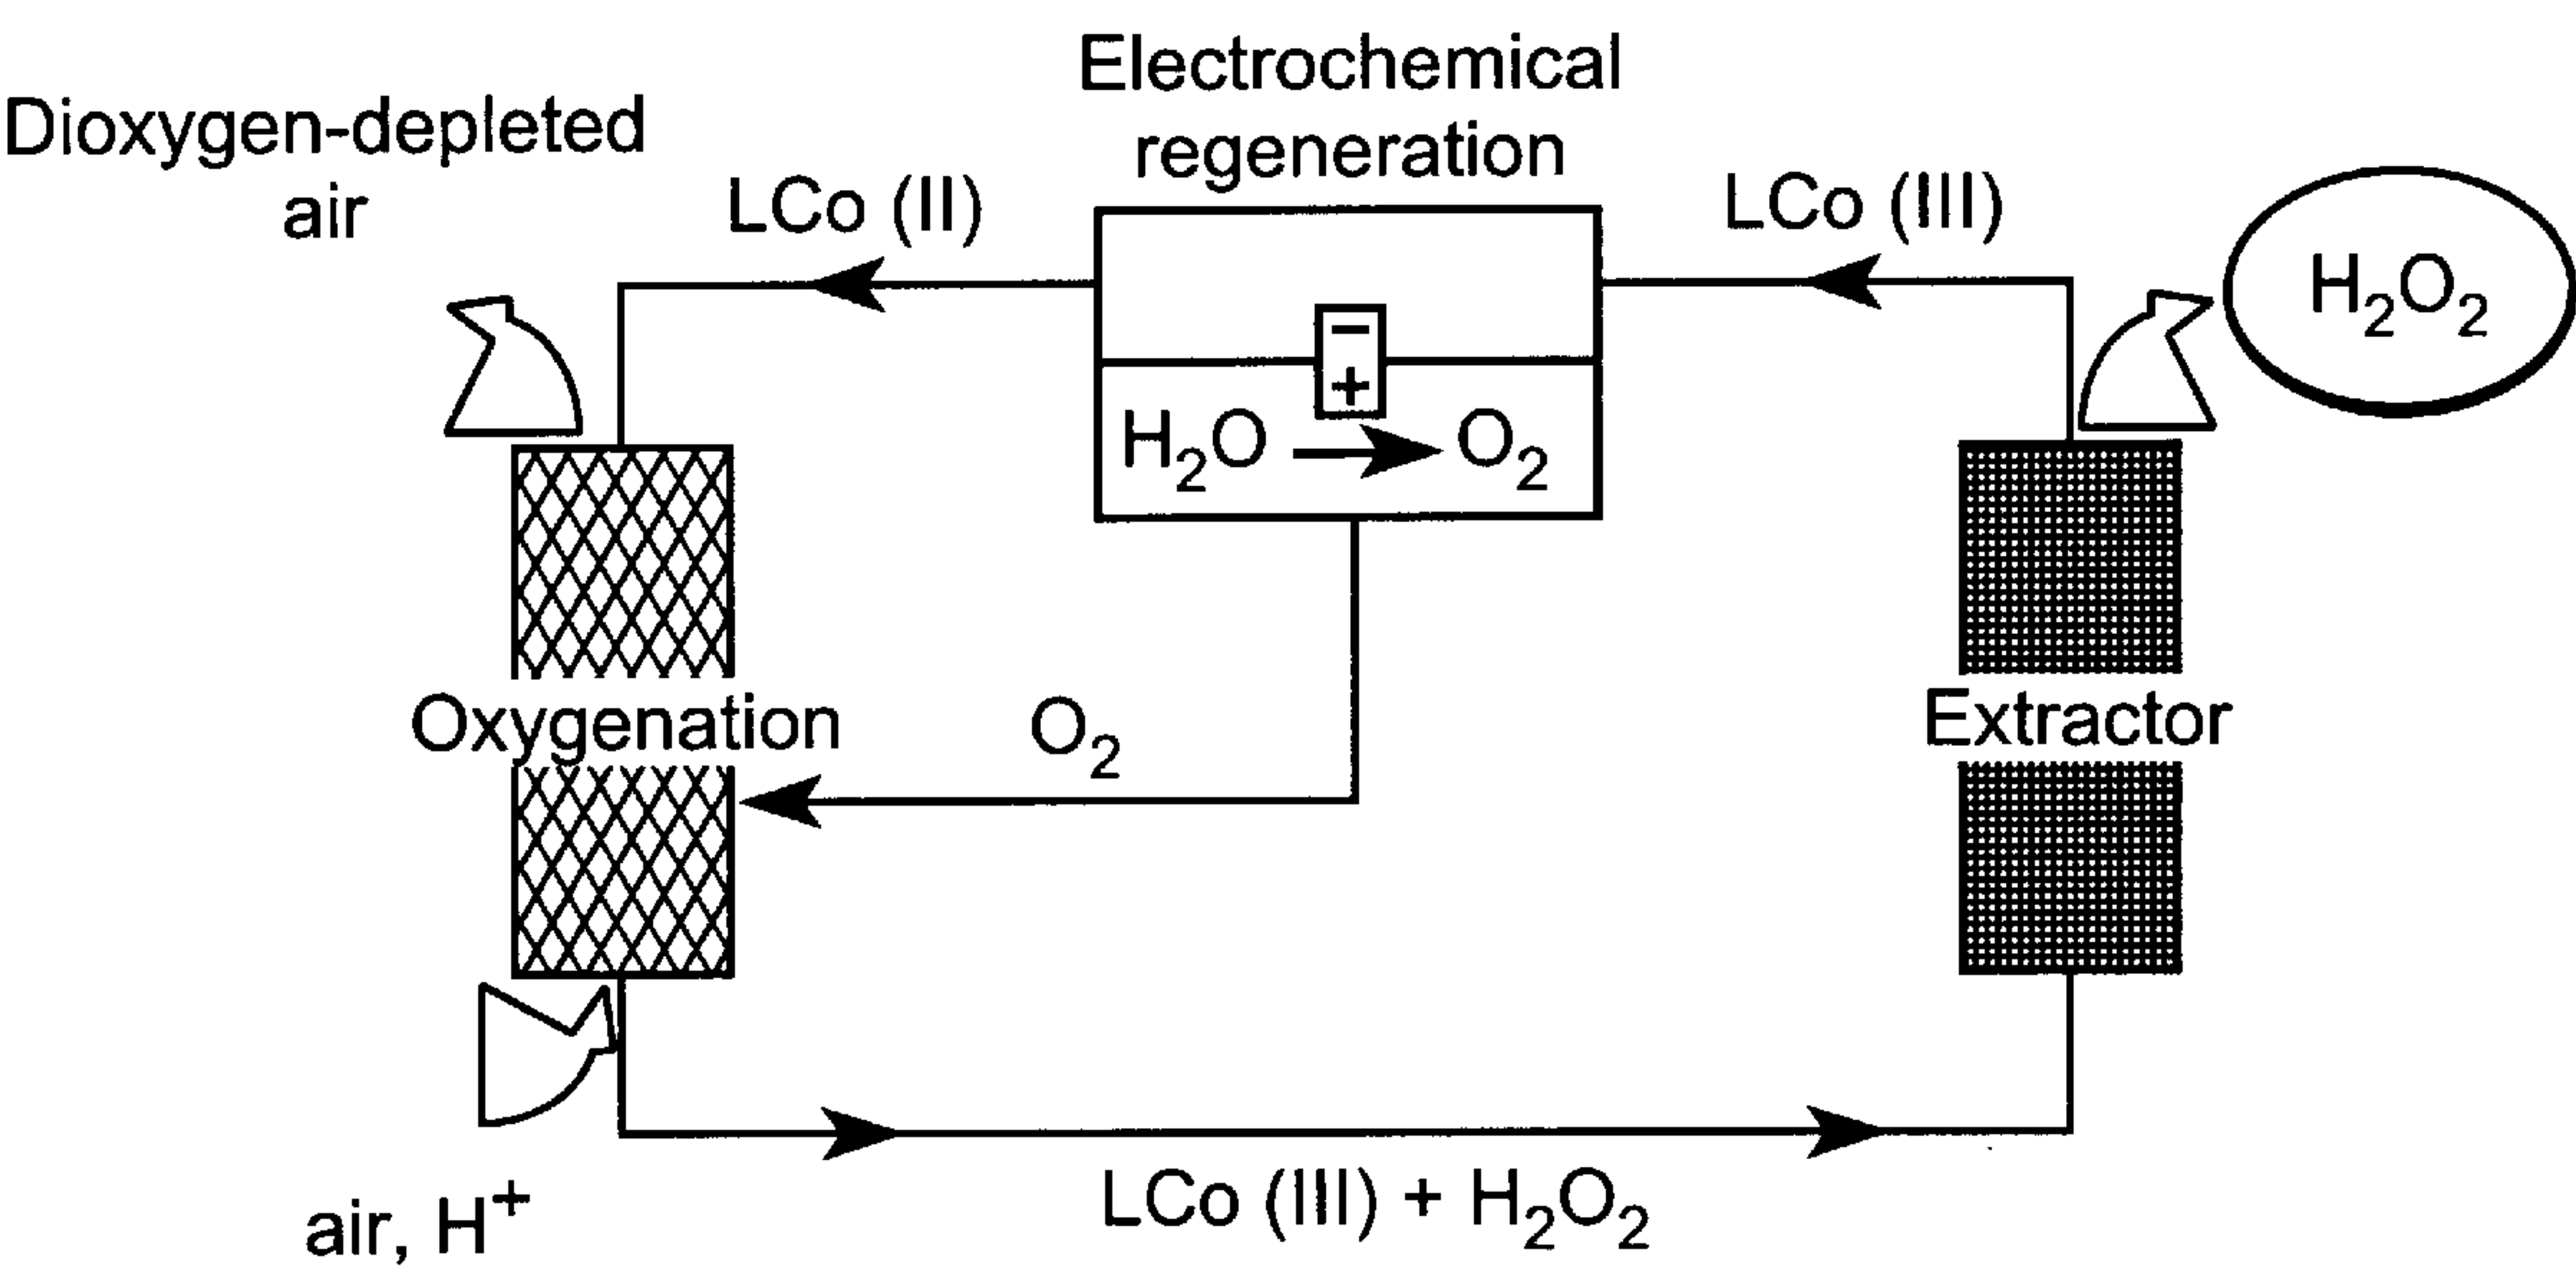 Electrochemical
regeneration
Dioxygen-depleted
air
LCo (II)
LCo (III)
H₂O₂
−
+
H₂O → O₂
Oxygenation
O₂
Extractor
air, H⁺
LCo (III) + H₂O₂